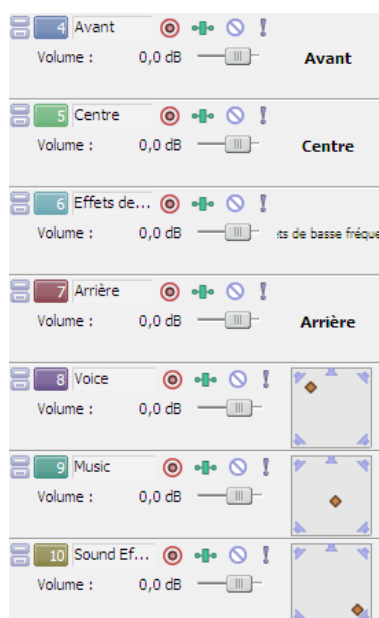 4 Avant
Volume : 0,0 dB Avant
5 Centre
Volume : 0,0 dB Centre
6 Effets de...
Volume : 0,0 dB ts de basse fréque
7 Arrière
Volume : 0,0 dB Arrière
8 Voice
Volume : 0,0 dB
9 Music
Volume : 0,0 dB
10 Sound Ef...
Volume : 0,0 dB